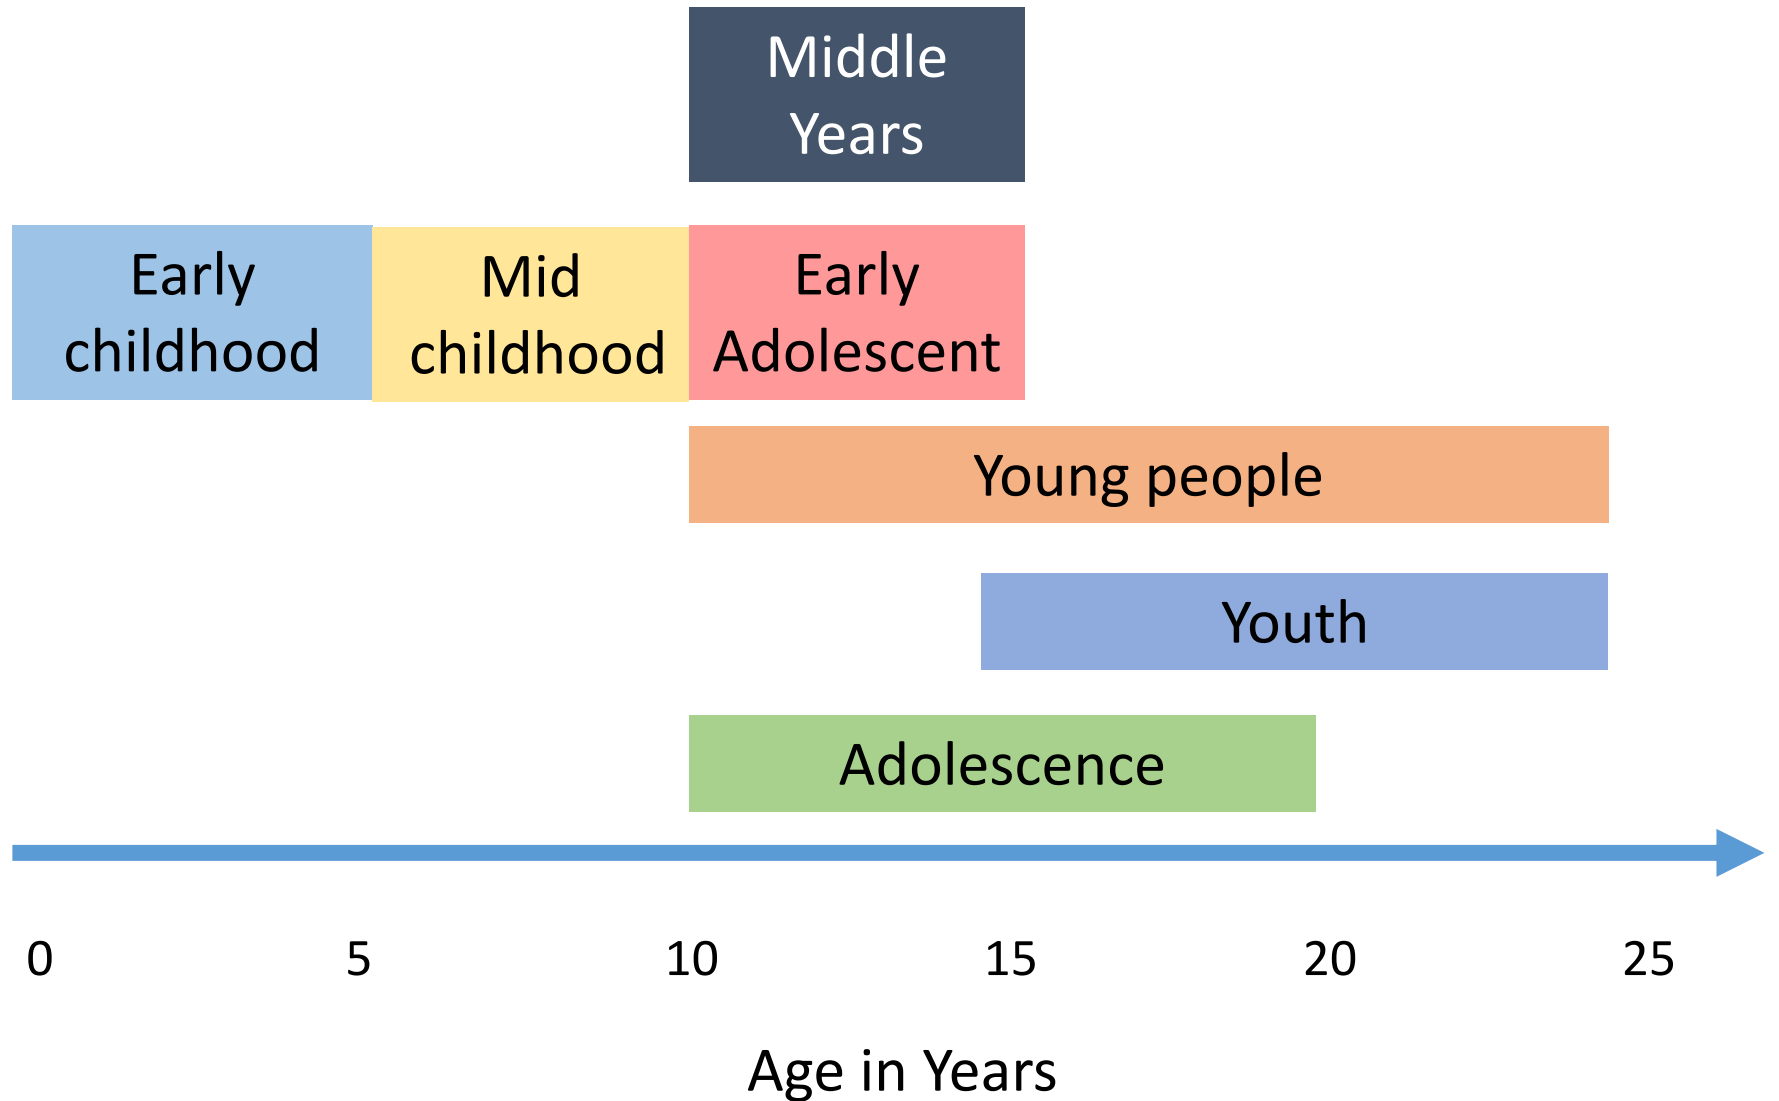 Middle
Years
Early
childhood
Mid
childhood
Early
Adolescent
Young people
Youth
Adolescence
0 5 10 15 20 25
Age in Years